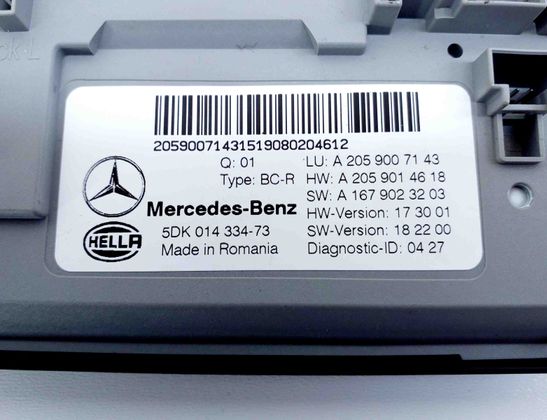 OK-L
20590071431519080204612
Q: 01 LU: A 205 900 71 43
Type: BC-R HW: A 205 901 46 18
SW: A 167 902 32 03
Mercedes-Benz HW-Version: 17 30 01
HELLA 5DK 014 334-73 SW-Version: 18 22 00
Made in Romania Diagnostic-ID: 04 27